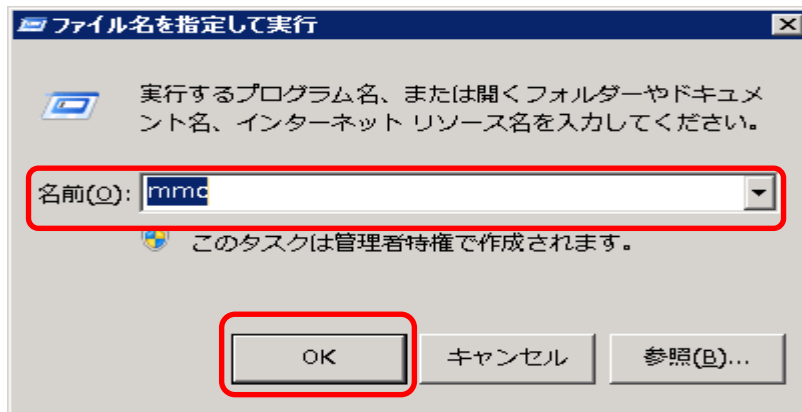 ファイル名を指定して実行
実行するプログラム名、または開くフォルダーやドキュメ
ント名、インターネット リソース名を入力してください。
名前(O): mmc
このタスクは管理者特権で作成されます。
OK キャンセル 参照(B)...